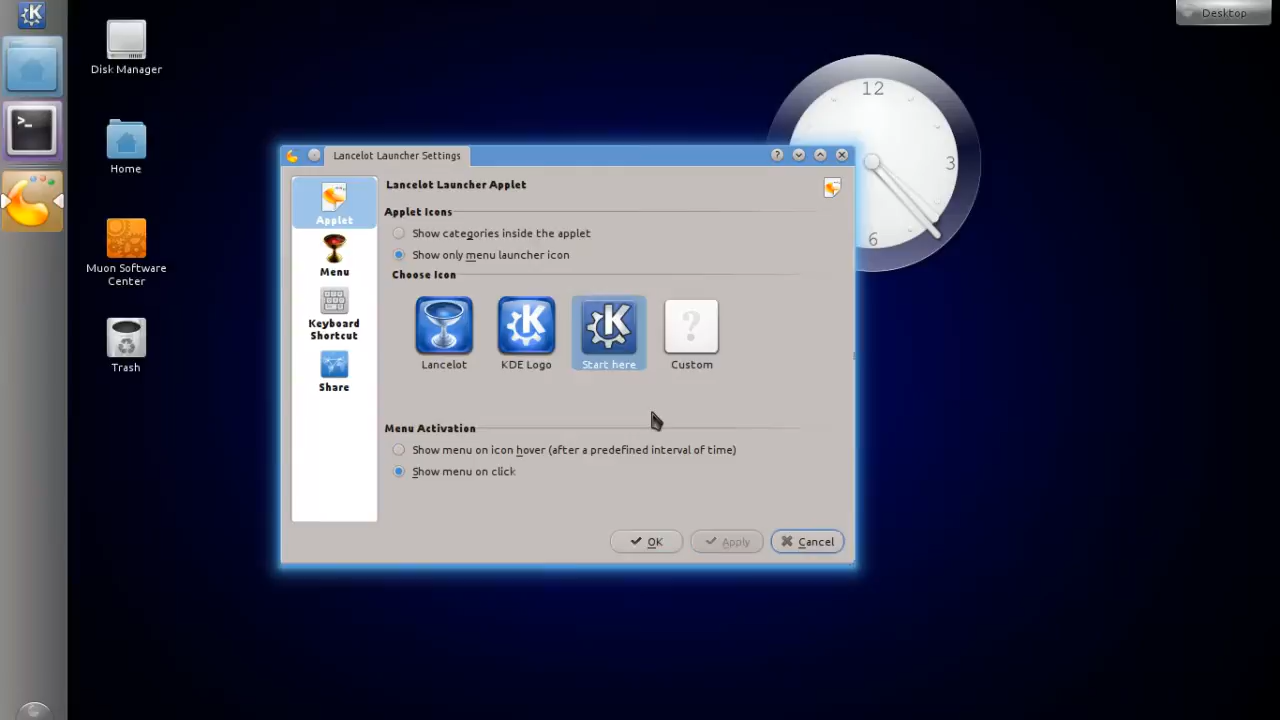 Desktop
Disk Manager
Home
Muon Software
Center
Trash
>_
12
3
6
Lancelot Launcher Settings
?
Applet
Menu
Keyboard
Shortcut
Share
Lancelot Launcher Applet
Applet Icons
Show categories inside the applet
Show only menu launcher icon
Choose Icon
K
K
?
Lancelot
KDE Logo
Start here
Custom
Menu Activation
Show menu on icon hover (after a predefined interval of time)
Show menu on click
OK
Apply
Cancel